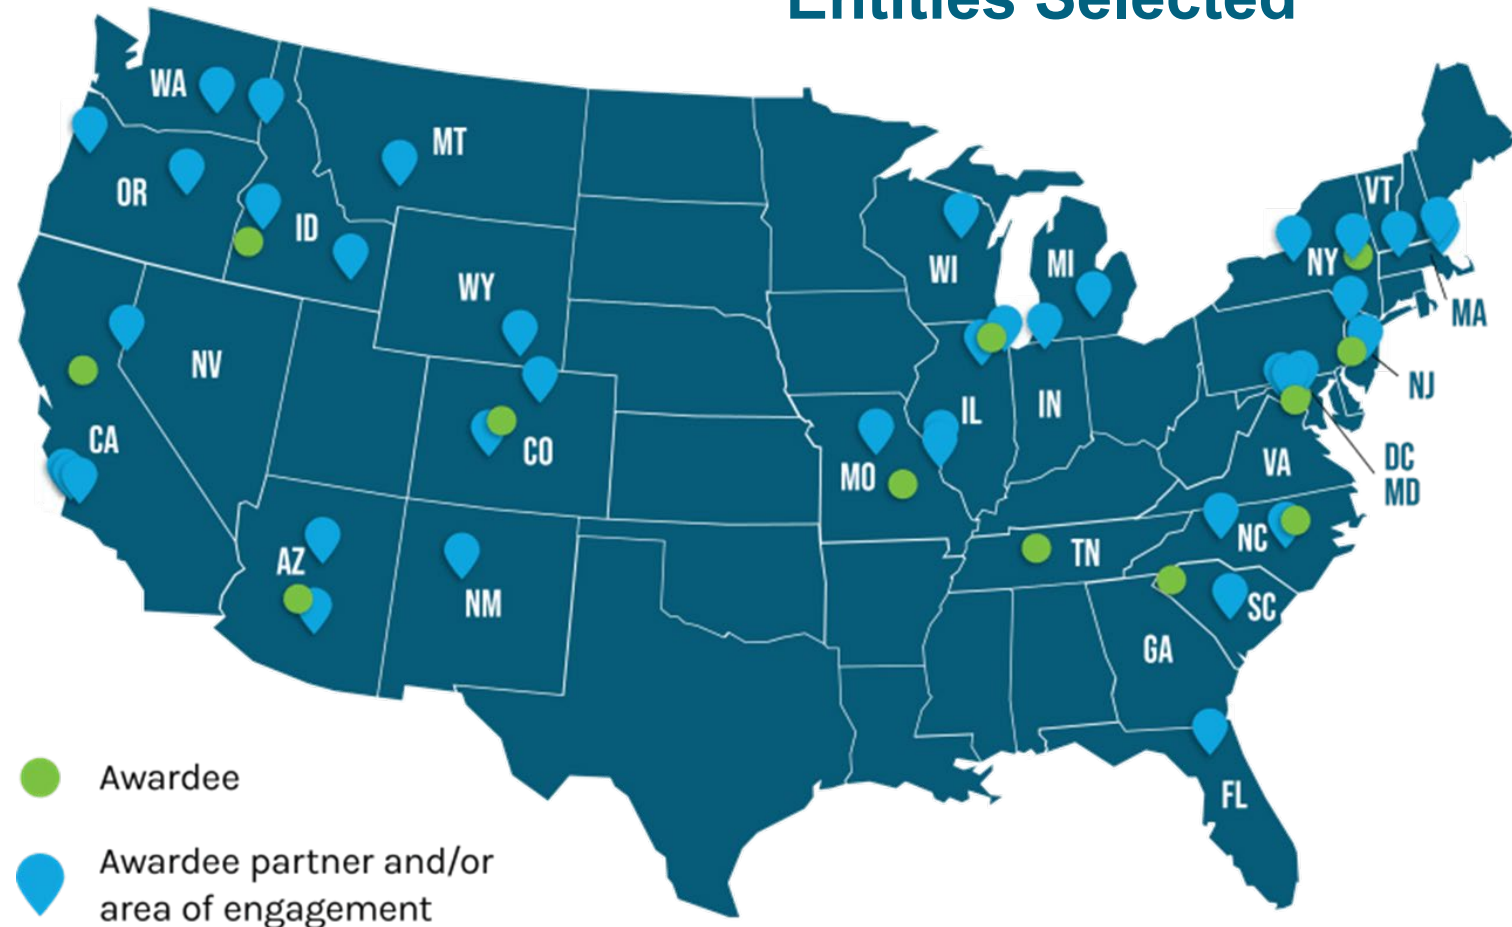 Entities Selected
WA
MT
OR
ID
VT
WI
MI
NY
WY
MA
NV
NJ
IL
IN
CA
CO
MO
VA
DC
MD
NC
TN
AZ
NM
SC
GA
FL
Awardee
Awardee partner and/or
area of engagement